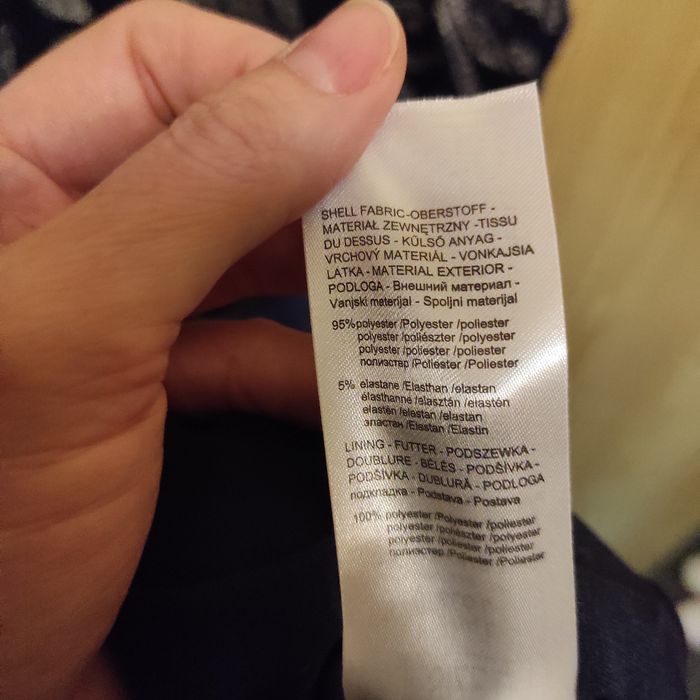 SHELL FABRIC-OBERSTOFF -
MATERIAŁ ZEWNĘTRZNY -TISSU
DU DESSUS - KÜLSŐ ANYAG -
VRCHOVÝ MATERIÁL - VONKAJSIA
LATKA - MATERIAL EXTERIOR -
PODLOGA - Внешний материал -
Vanjski materijal - Spoljni materijal
95%polyester /Polyester /poliester
polyester /poliészter /polyester
polyester /poliester /poliester
полиэстер /Poliester /Poliester
5% elastane /Elasthan /elastan
élasthanne /elasztán /elastén
elastén /elastan /elastan
эластан /Elastan /Elastin
LINING - FUTTER - PODSZEWKA -
DOUBLURE - BÉLÉS - PODŠÍVKA -
PODŠÍVKA - DUBLURĂ - PODLOGA
подкладка - Podstava - Postava
100% polyester /Polyester /poliester
polyester /poliészter /polyester
polyester /poliester /poliester
полиэстер /Poliester /Poliester